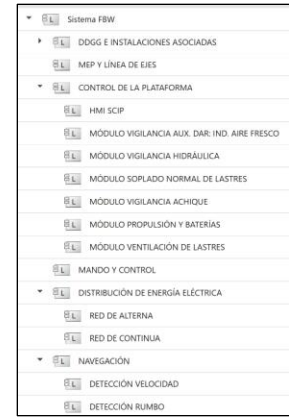 L Sistema FBW
L DDGG E INSTALACIONES ASOCIADAS
L MEP Y LÍNEA DE EJES
L CONTROL DE LA PLATAFORMA
L HMI SCIP
L MÓDULO VIGILANCIA AUX. DAR: IND. AIRE FRESCO
L MÓDULO VIGILANCIA HIDRÁULICA
L MÓDULO SOPLADO NORMAL DE LASTRES
L MÓDULO VIGILANCIA ACHIQUE
L MÓDULO PROPULSIÓN Y BATERÍAS
L MÓDULO VENTILACIÓN DE LASTRES
L MANDO Y CONTROL
L DISTRIBUCIÓN DE ENERGÍA ELÉCTRICA
L RED DE ALTERNA
L RED DE CONTINUA
L NAVEGACIÓN
L DETECCIÓN VELOCIDAD
L DETECCIÓN RUMBO